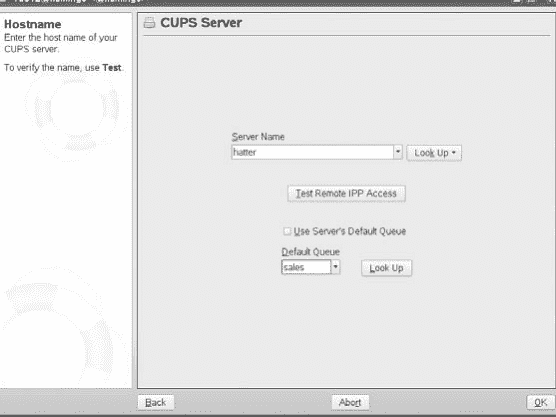 Hostname
Enter the host name of your
CUPS server.
To verify the name, use Test.
CUPS Server
Server Name
hatter
Look Up
Test Remote IPP Access
Use Server's Default Queue
Default Queue
sales
Look Up
Back
Abort
OK